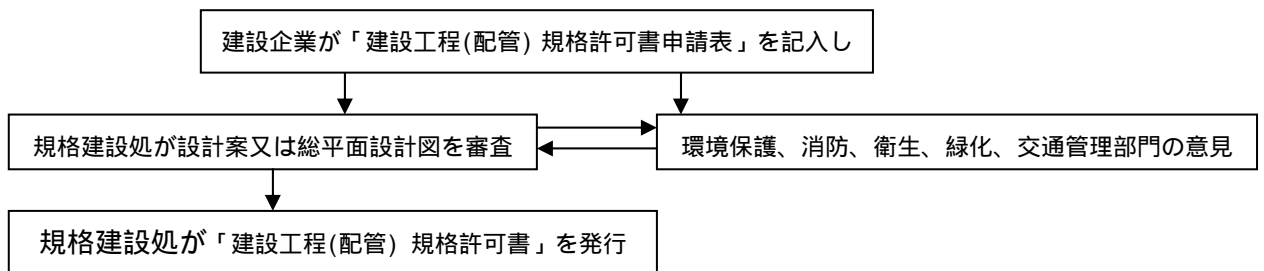 建設企業が「建設工程(配管) 規格許可書申請表」を記入し
規格建設処が設計案又は総平面設計図を審査
環境保護、消防、衛生、緑化、交通管理部門の意見
規格建設処が「建設工程(配管) 規格許可書」を発行